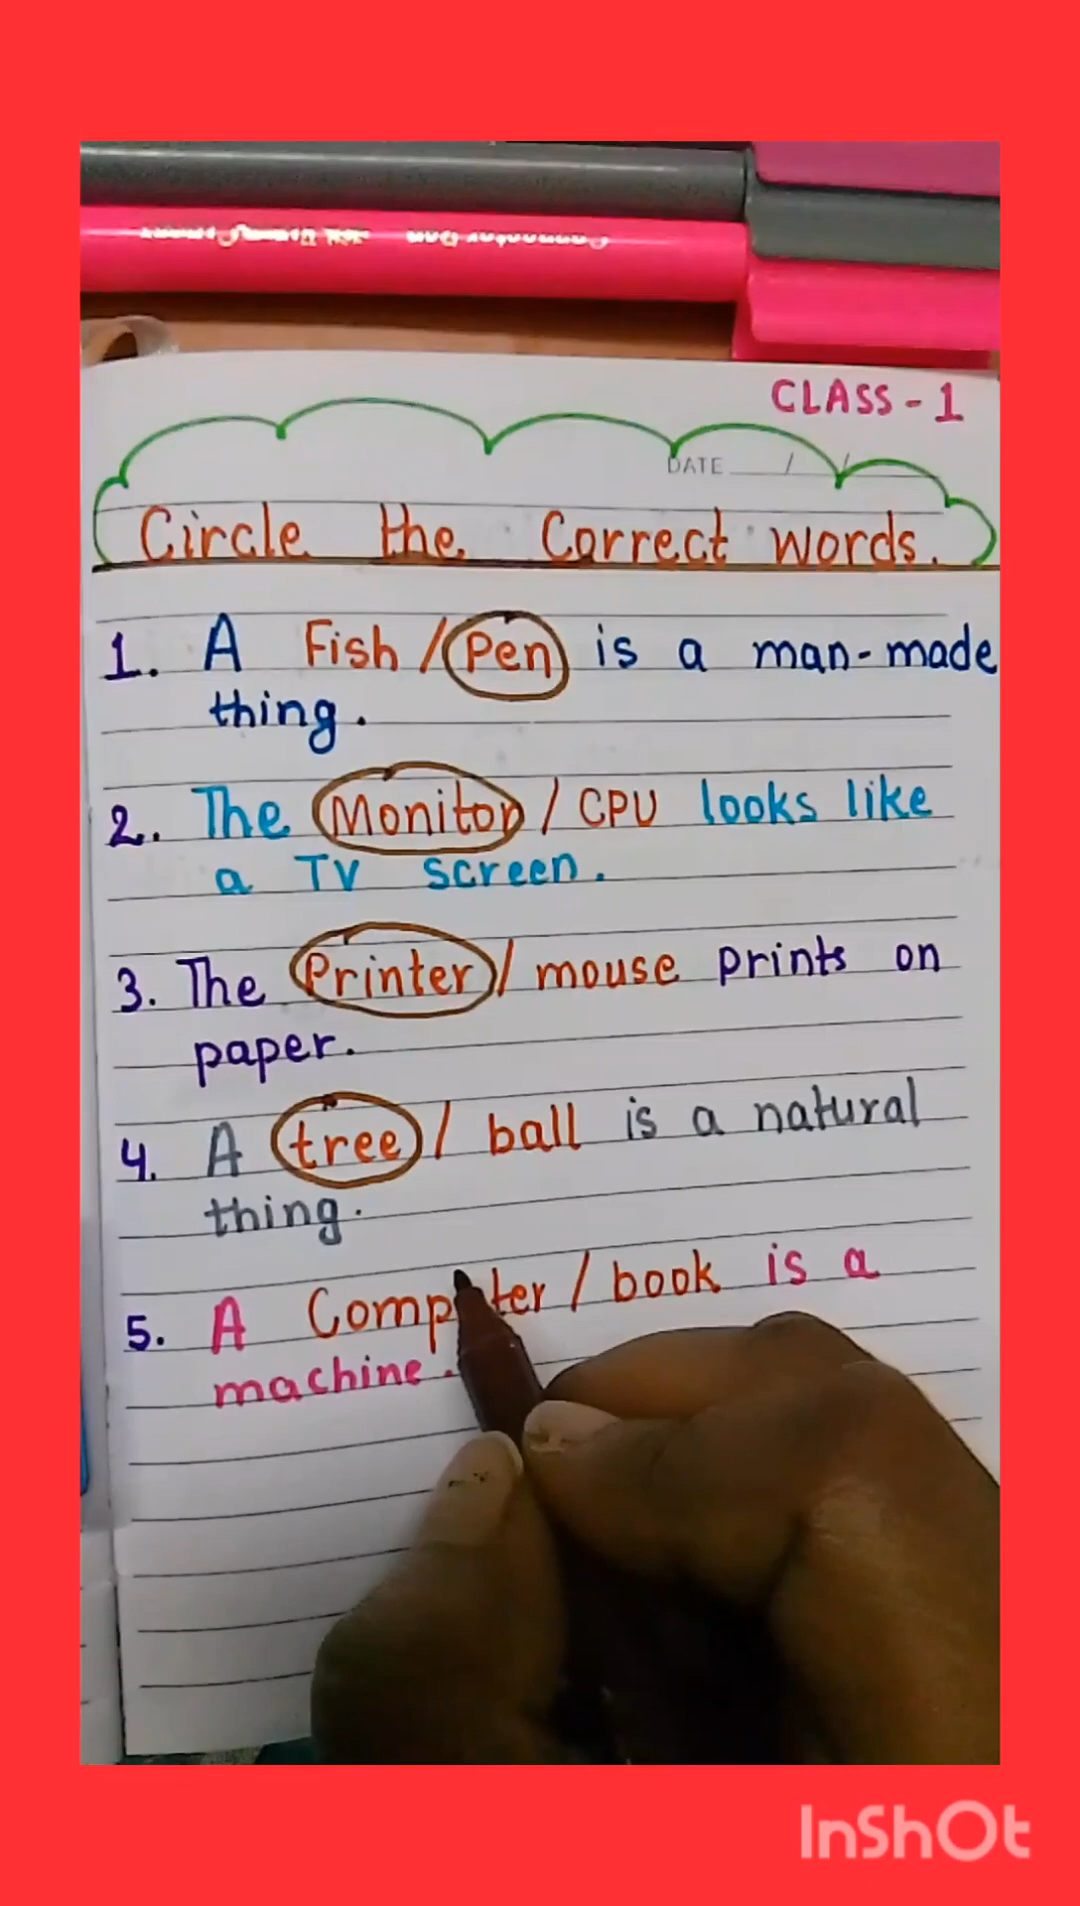 CLASS - 1
DATE / /
Circle the Correct words.
1. A Fish / Pen is a man-made
thing.
2. The Monitor / CPU looks like
a TV screen.
3. The Printer / mouse prints on
paper.
4. A tree / ball is a natural
thing.
5. A Computer / book is a
machine.
InShOt